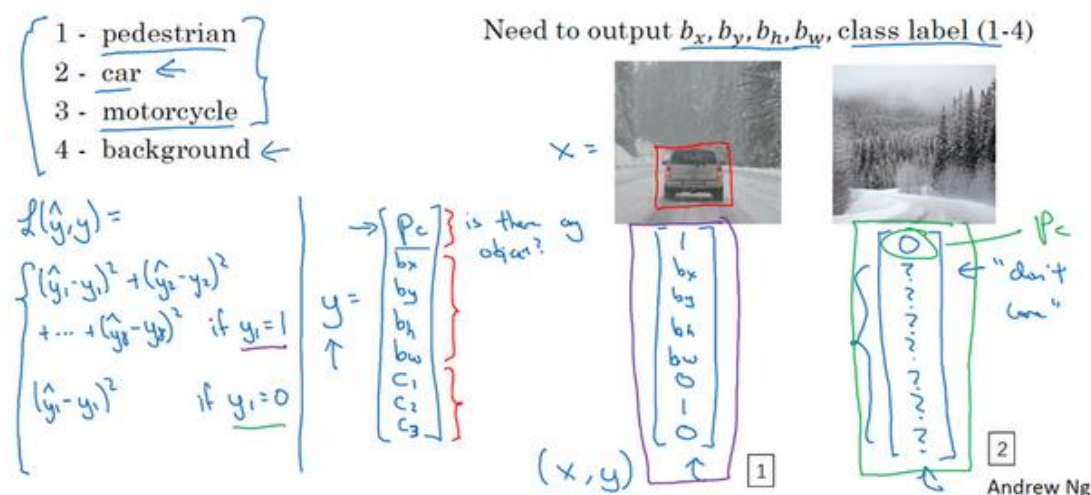 1 - pedestrian
2 - car ←
3 - motorcycle
4 - background ←
Need to output bₓ, b_y, b_h, b_w, class label (1-4)
x =
ℒ(ŷ, y) =
(ŷ₁ - y₁)² + (ŷ₂ - y₂)²
+ ... + (ŷ₈ - y₈)² if y₁ = 1
(ŷ₁ - y₁)² if y₁ = 0
y =
↑
→
Pc
bx
by
bh
bw
C₁
C₂
C₃
is there any
object?
1
bx
by
bh
bw
0
1
0
(x, y)
1
0
?
?
?
?
?
?
?
Pc
← "don't
care"
2
Andrew Ng